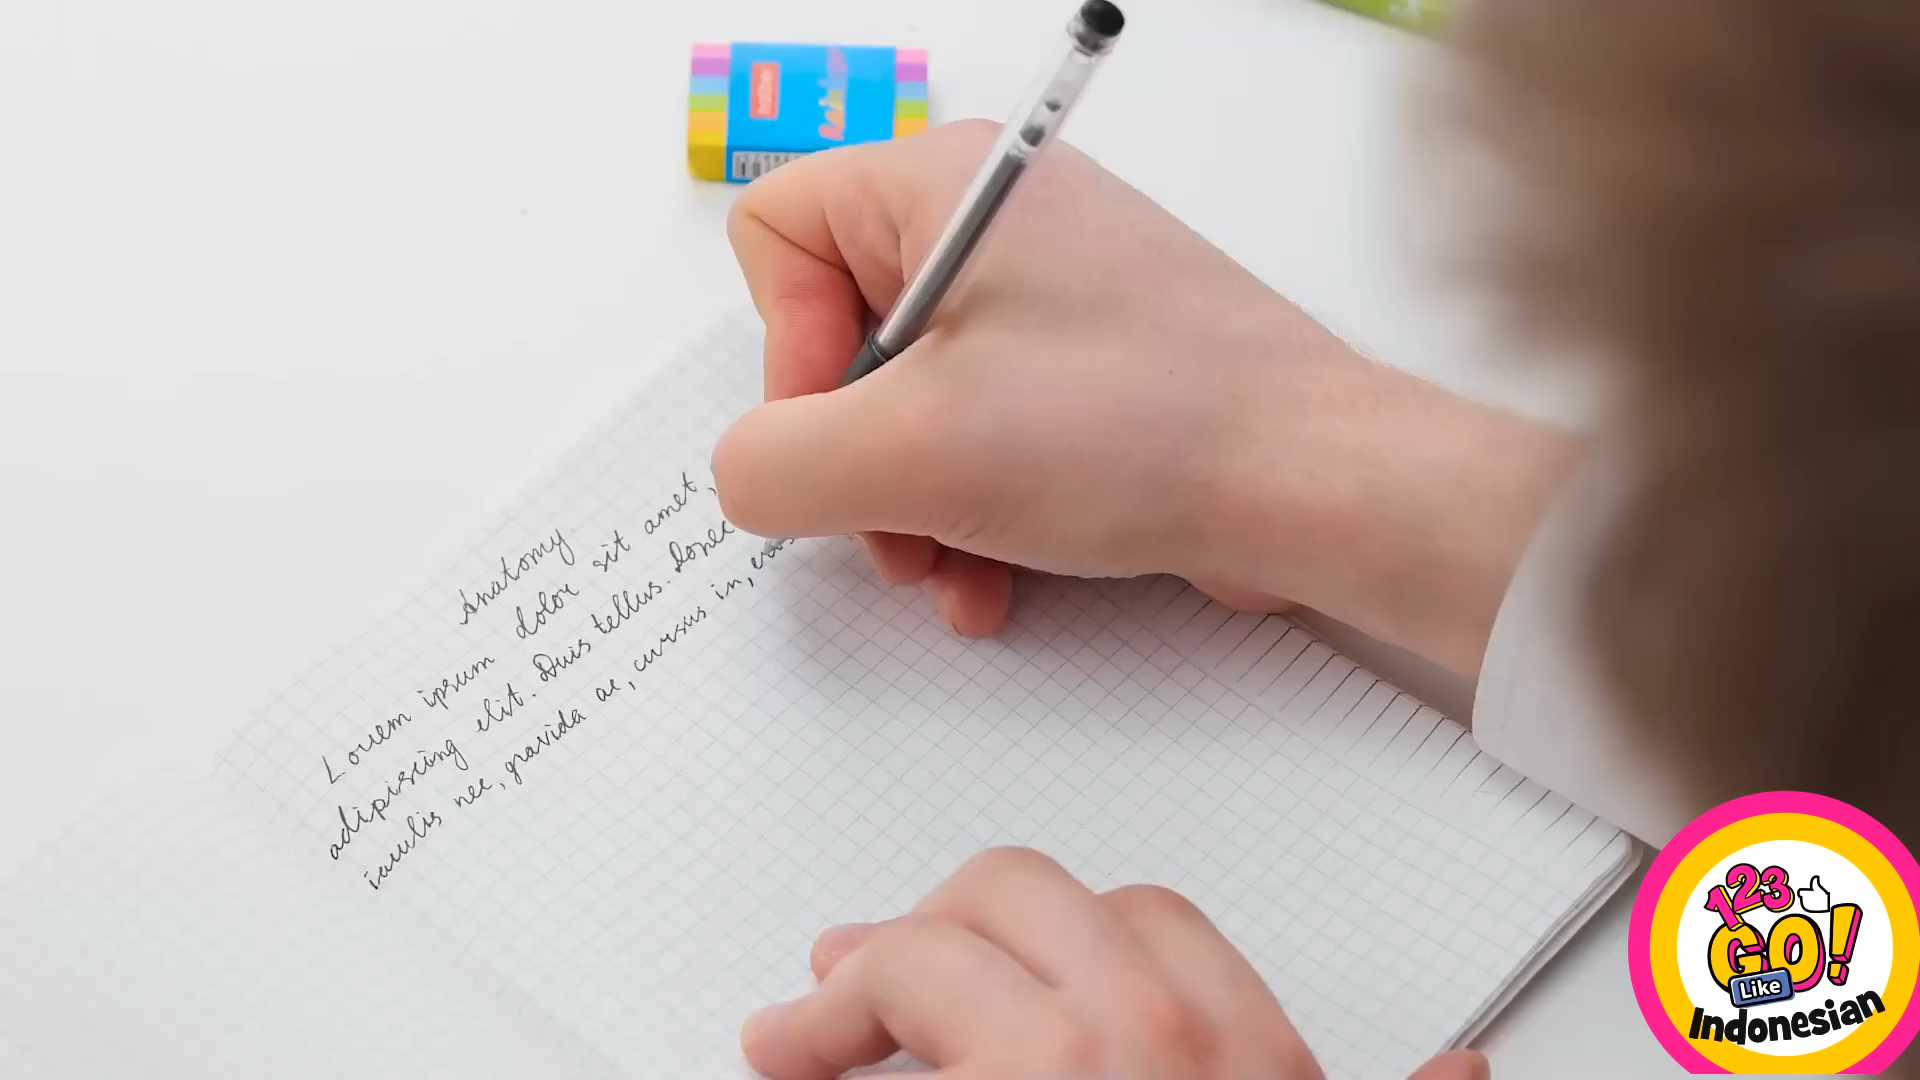 Anatomy
Lorem ipsum dolor sit amet,
adipiscing elit. Duis tellus. Donec
iaculis nec, gravida ac, cursus in, eros
123
GO!
Like
Indonesian